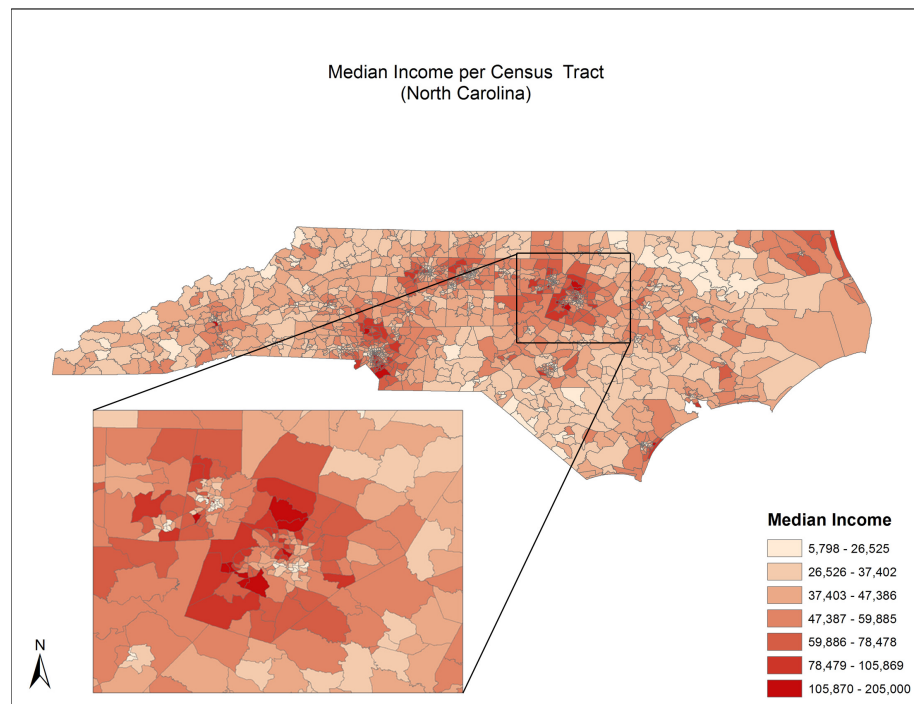 Median Income per Census  Tract
(North Carolina)
Median Income
5,798 - 26,525
26,526 - 37,402
37,403 - 47,386
47,387 - 59,885
59,886 - 78,478
78,479 - 105,869
105,870 - 205,000
N